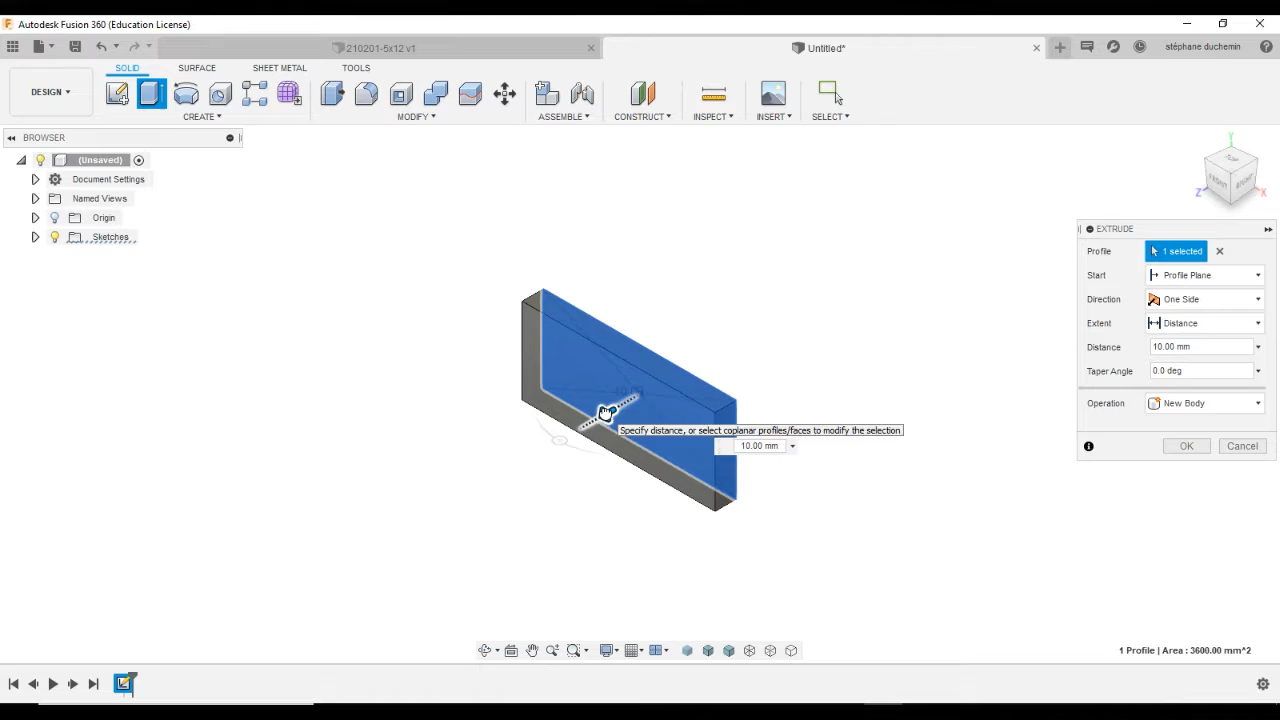 Autodesk Fusion 360 (Education License)
210201-5x12 v1
Untitled*
stéphane duchemin
DESIGN
SOLID
SURFACE
SHEET METAL
TOOLS
CREATE
MODIFY
ASSEMBLE
CONSTRUCT
INSPECT
INSERT
SELECT
BROWSER
(Unsaved)
Document Settings
Named Views
Origin
Sketches
TOP
FRONT
RIGHT
Y
Z
X
EXTRUDE
Profile
1 selected
Start
Profile Plane
Direction
One Side
Extent
Distance
Distance
10.00 mm
Taper Angle
0.0 deg
Operation
New Body
OK
Cancel
Specify distance, or select coplanar profiles/faces to modify the selection
10.00 mm
1 Profile | Area : 3600.00 mm^2